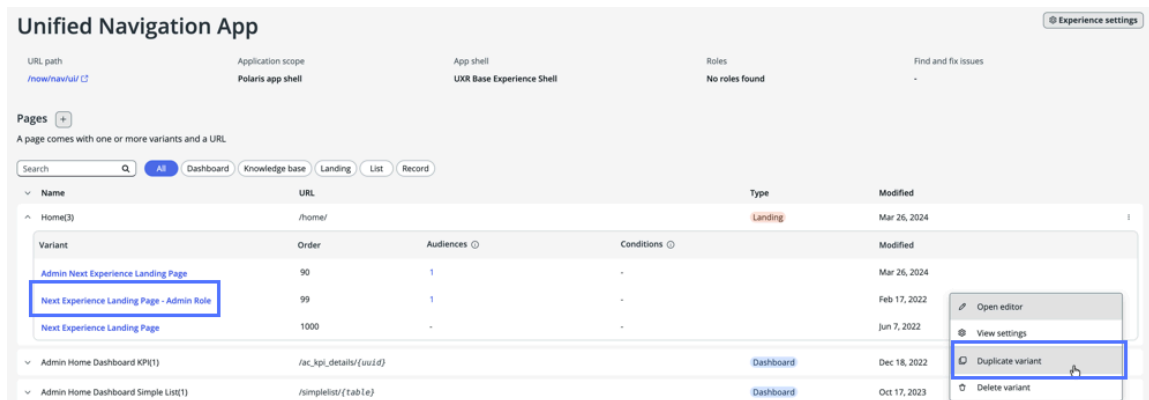 Unified Navigation App
Experience settings
URL path Application scope App shell Roles Find and fix issues
/now/nav/ui/ Polaris app shell UXR Base Experience Shell No roles found -
Pages +
A page comes with one or more variants and a URL
Search All Dashboard Knowledge base Landing List Record
Name URL Type Modified
Home(3) /home/ Landing Mar 26, 2024
Variant Order Audiences Conditions Modified
Admin Next Experience Landing Page 90 1 - Mar 26, 2024
Next Experience Landing Page - Admin Role 99 1 - Feb 17, 2022
Next Experience Landing Page 1000 - - Jun 7, 2022
Open editor
View settings
Duplicate variant
Delete variant
Admin Home Dashboard KPI(1) /ac_kpi_details/{uuid} Dashboard Dec 18, 2022
Admin Home Dashboard Simple List(1) /simplelist/{table} Dashboard Oct 17, 2023